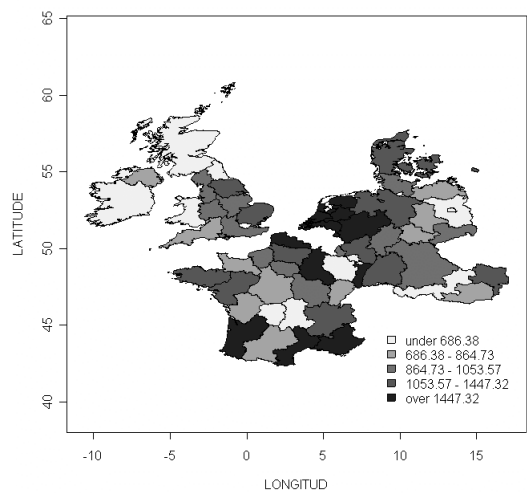 65
60
55
50
45
40
LATITUDE
-10 -5 0 5 10 15
LONGITUD
under 686.38
686.38 - 864.73
864.73 - 1053.57
1053.57 - 1447.32
over 1447.32